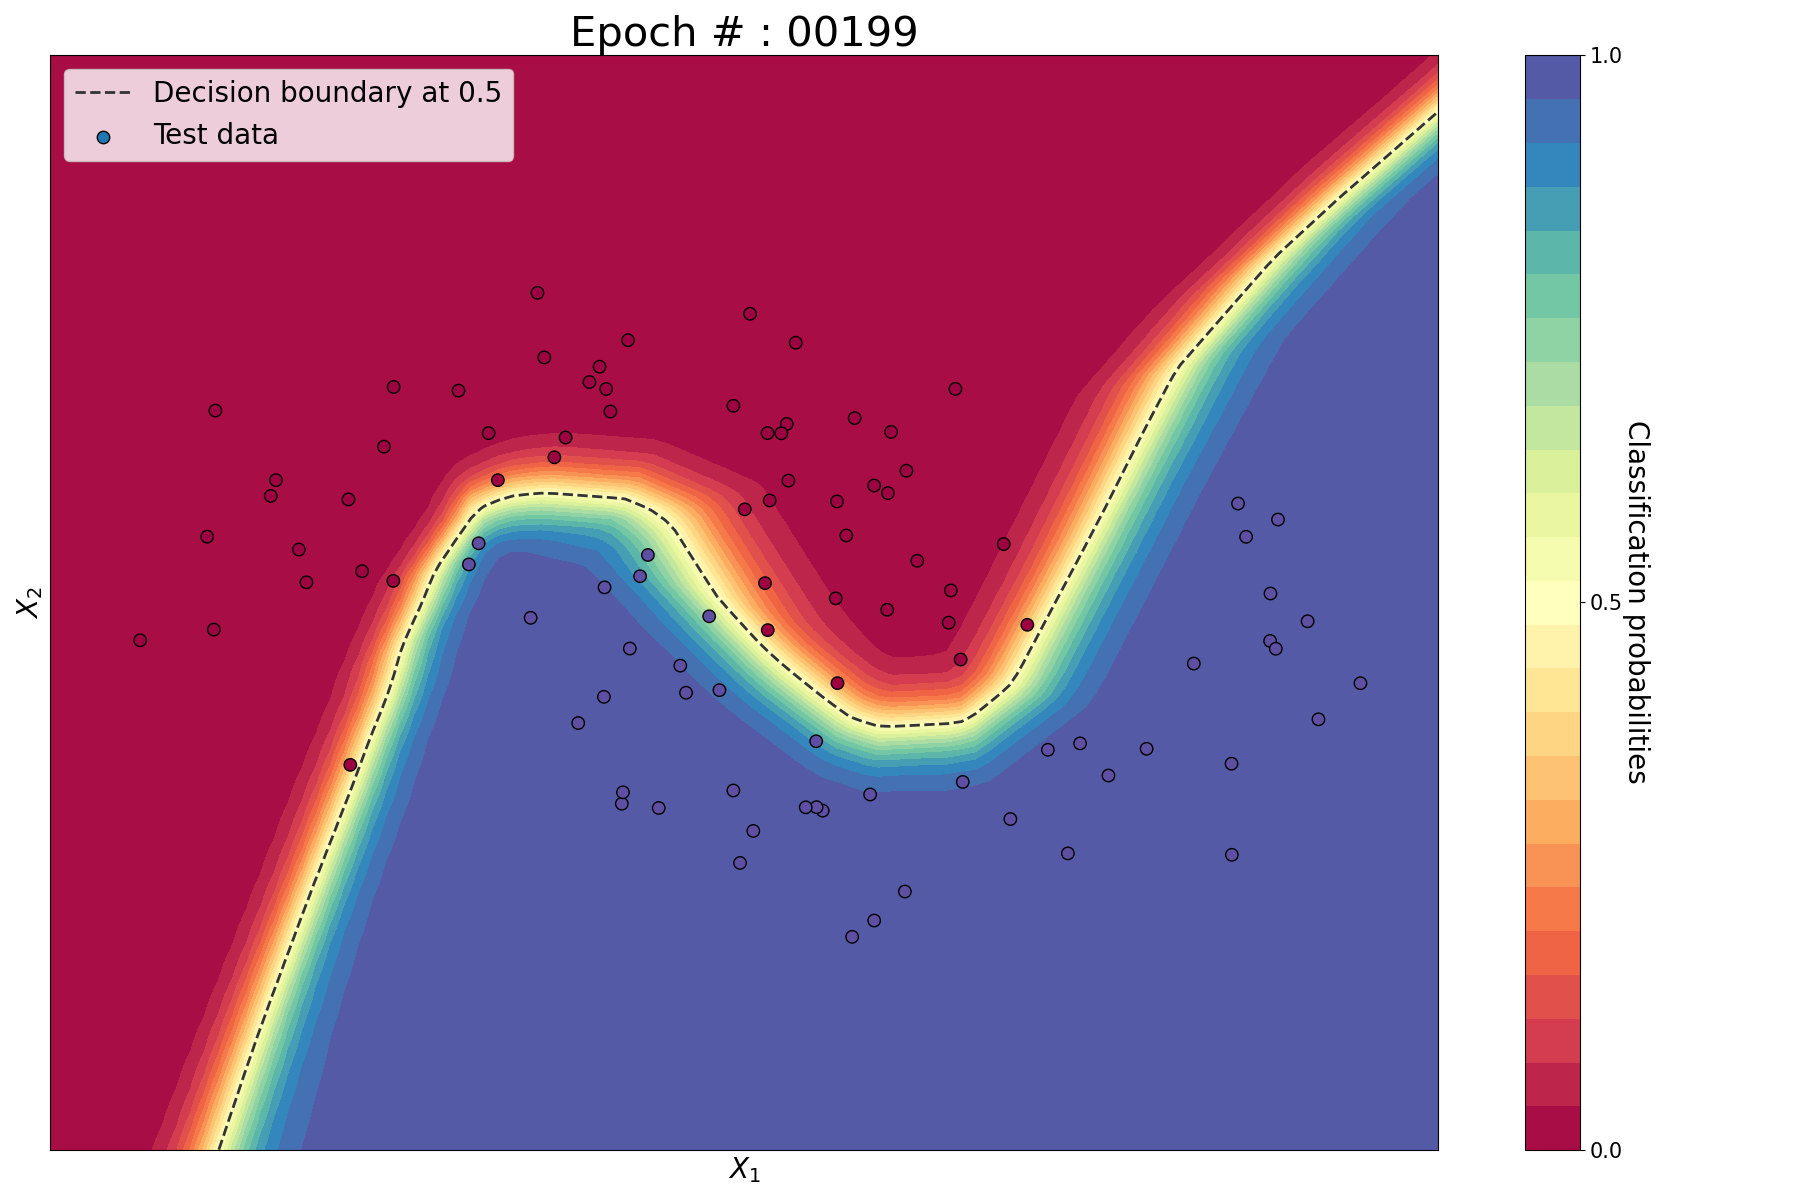 Epoch # : 00199
Decision boundary at 0.5
Test data
X₂
X₁
1.0
0.5
0.0
Classification probabilities